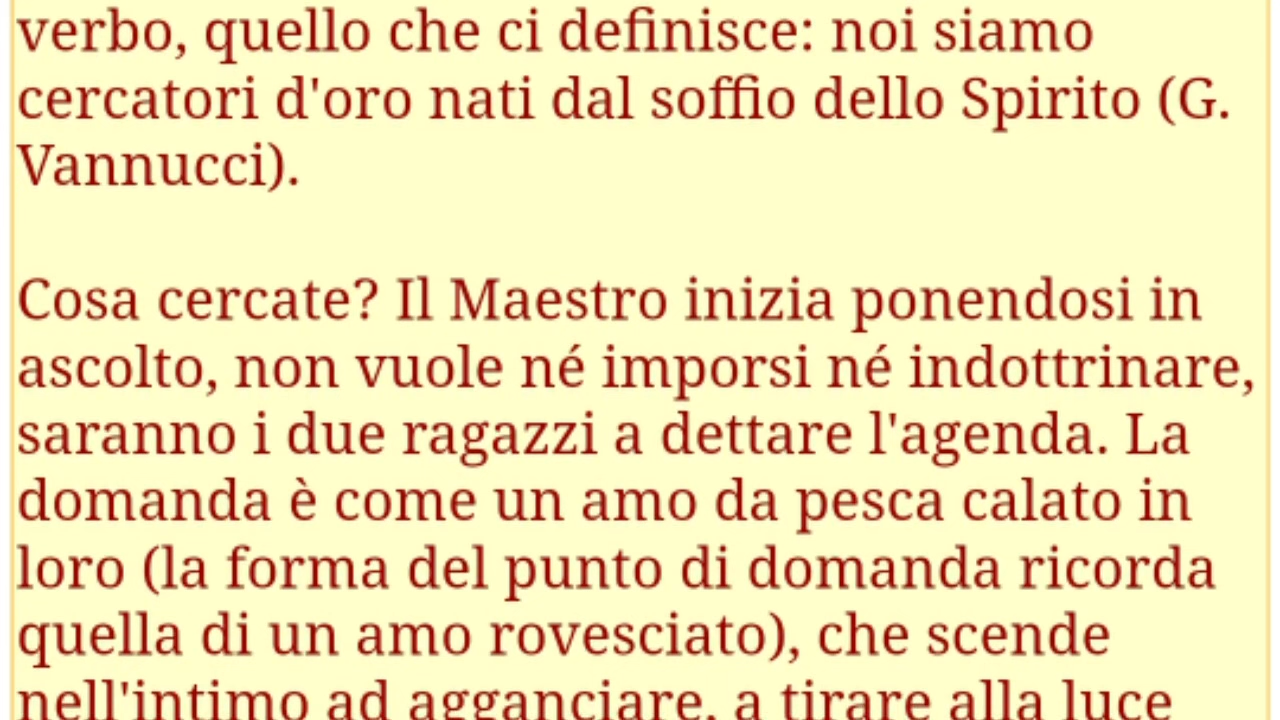 verbo, quello che ci definisce: noi siamo
cercatori d'oro nati dal soffio dello Spirito (G.
Vannucci).
Cosa cercate? Il Maestro inizia ponendosi in
ascolto, non vuole né imporsi né indottrinare,
saranno i due ragazzi a dettare l'agenda. La
domanda è come un amo da pesca calato in
loro (la forma del punto di domanda ricorda
quella di un amo rovesciato), che scende
nell'intimo ad agganciare, a tirare alla luce